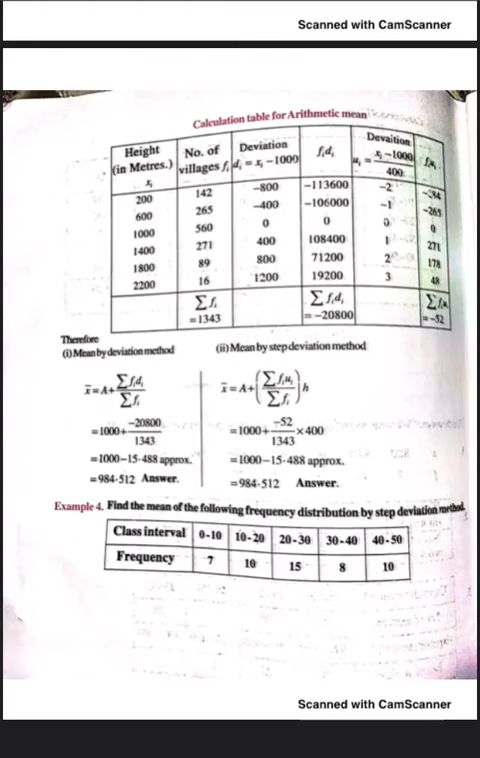 Scanned with CamScanner
Calculation table for Arithmetic mean
Height (in Metres.) xᵢ | No. of villages fᵢ | Deviation dᵢ = xᵢ −1000 | fᵢdᵢ | Devaition uᵢ = xᵢ −1000 / 400 | fᵢuᵢ
200 | 142 | −800 | −113600 | −2 | −284
600 | 265 | −400 | −106000 | −1 | −265
1000 | 560 | 0 | 0 | 0 | 0
1400 | 271 | 400 | 108400 | 1 | 271
1800 | 89 | 800 | 71200 | 2 | 178
2200 | 16 | 1200 | 19200 | 3 | 48
∑fᵢ =1343 | ∑fᵢdᵢ = −20800 | ∑fᵢuᵢ =−52
Therefore
(i) Mean by deviation method
x̄=A+ ∑fᵢdᵢ / ∑fᵢ
=1000+ −20800 / 1343
=1000−15·488 approx.
=984·512 Answer.
(ii) Mean by step deviation method
x̄=A+(∑fᵢuᵢ / ∑fᵢ)h
=1000+ −52 / 1343 ×400
=1000−15·488 approx.
=984·512 Answer.
Example 4. Find the mean of the following frequency distribution by step deviation method.
Class interval | 0-10 | 10-20 | 20-30 | 30-40 | 40-50
Frequency | 7 | 10 | 15 | 8 | 10
Scanned with CamScanner